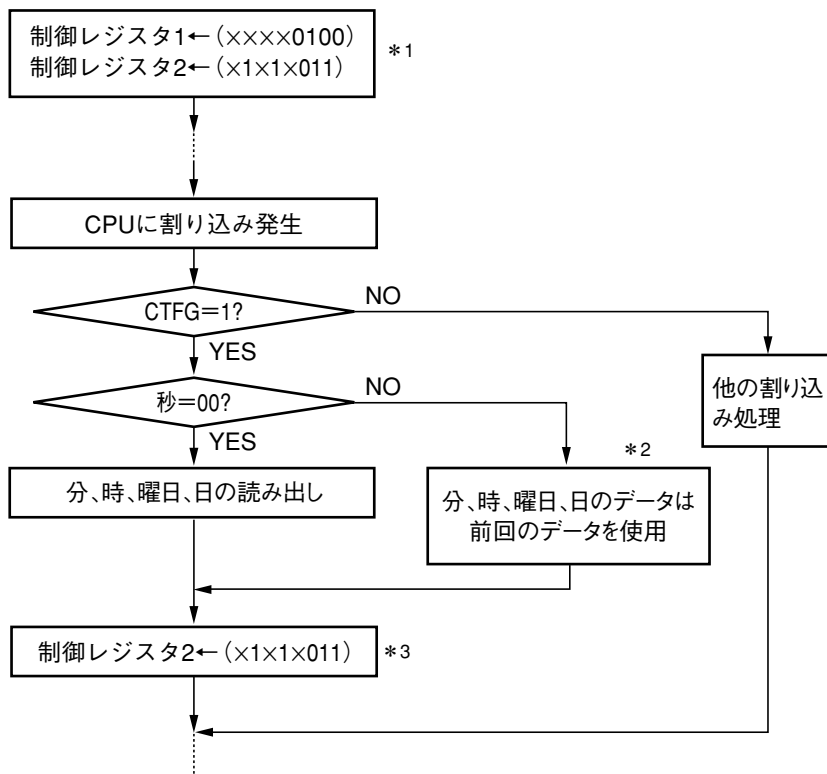 制御レジスタ1←(××××0100)
制御レジスタ2←(×1×1×011)
*1
CPUに割り込み発生
CTFG=1?
NO
YES
秒=00?
NO
YES
他の割り込
み処理
*2
分、時、曜日、日の読み出し
分、時、曜日、日のデータは
前回のデータを使用
制御レジスタ2←(×1×1×011)
*3